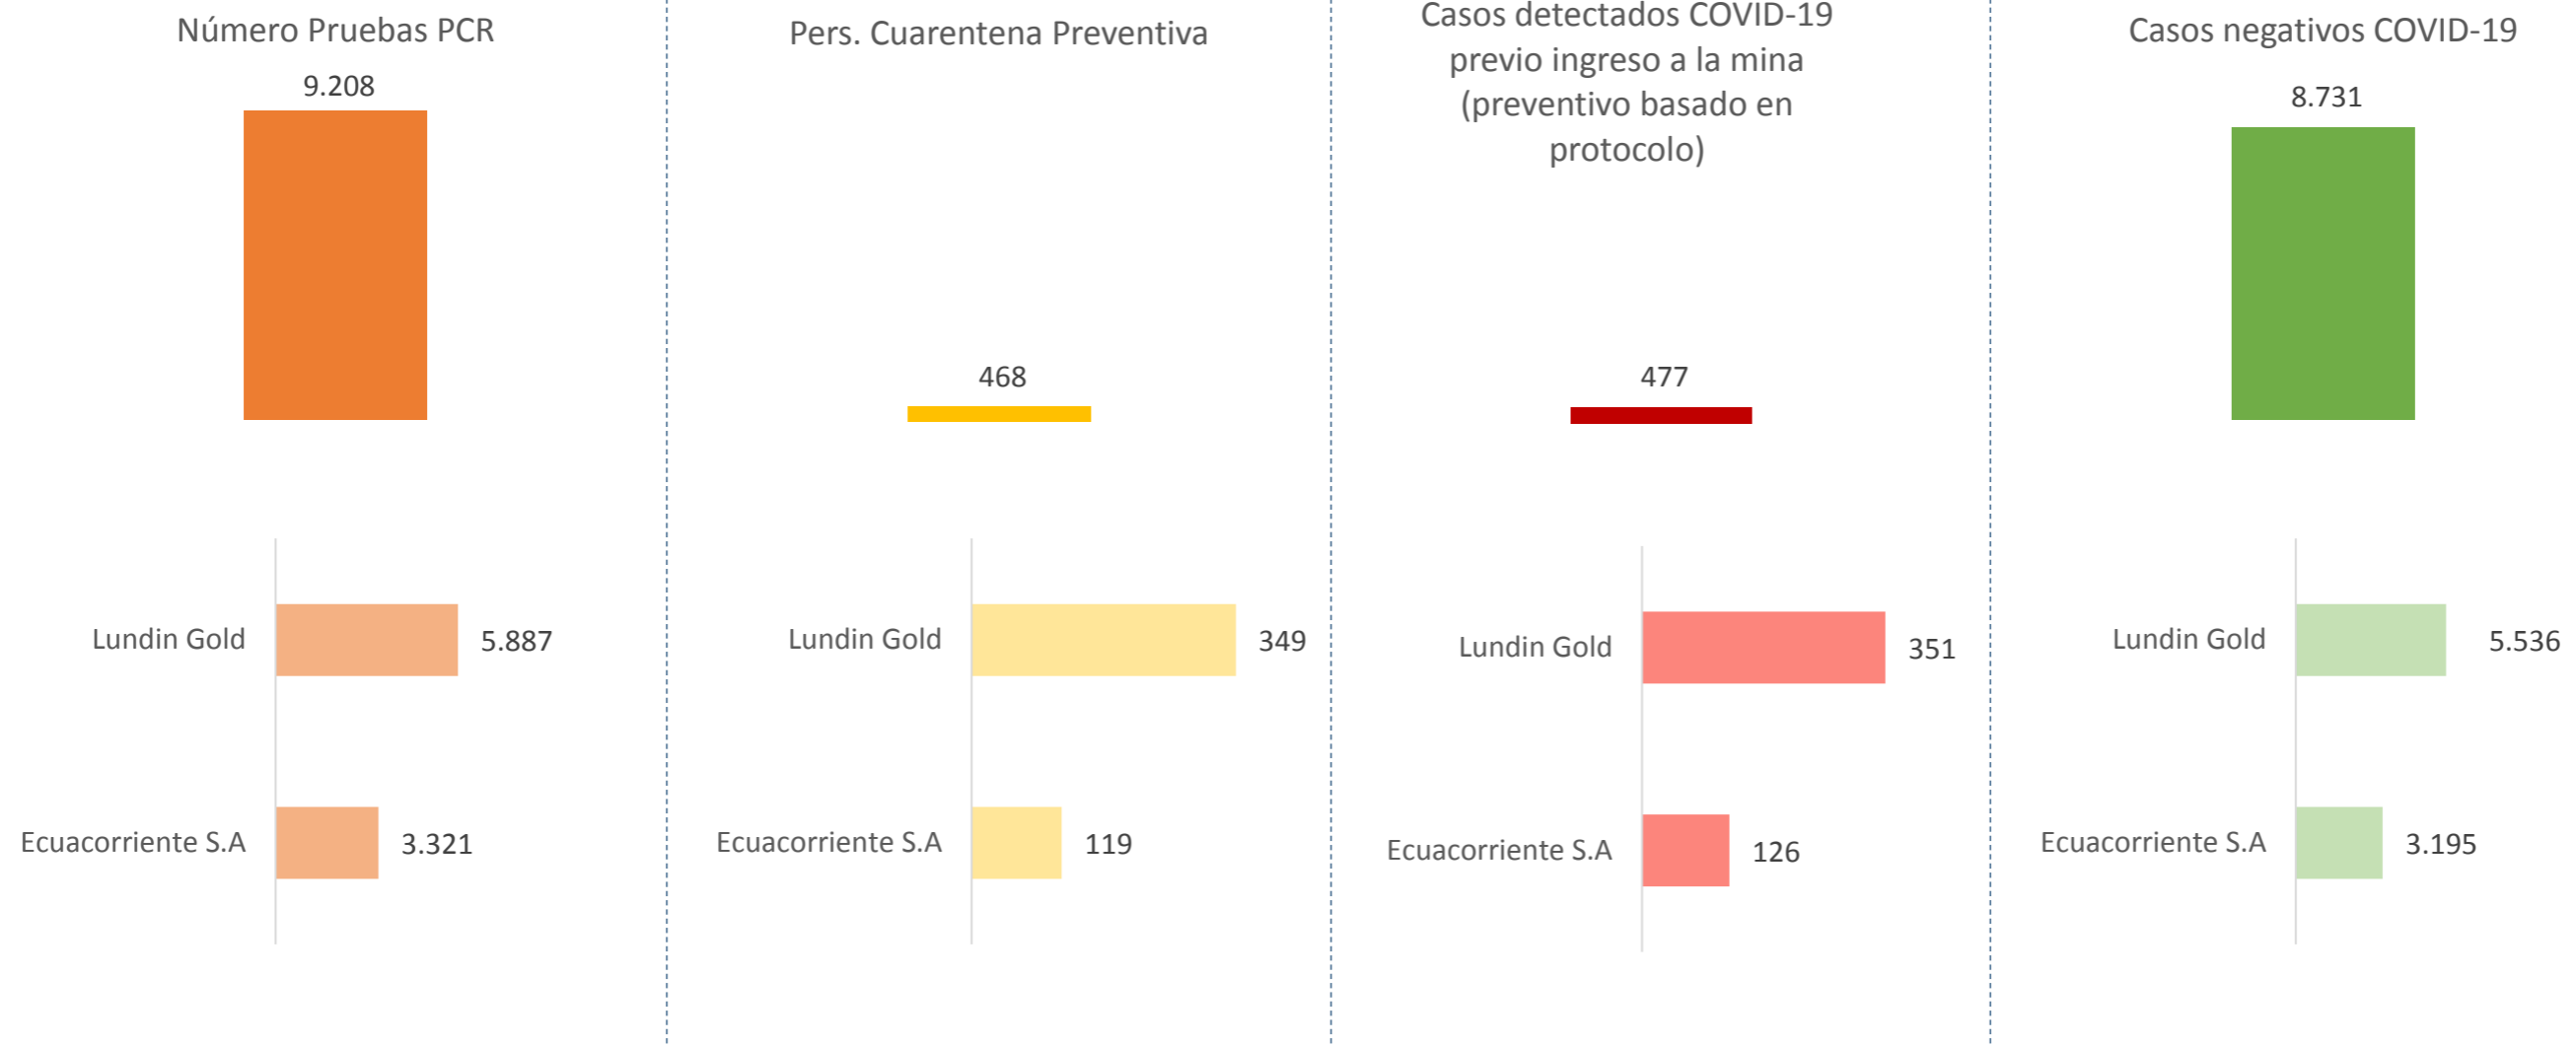 Número Pruebas PCR
9.208
Lundin Gold
5.887
Ecuacorriente S.A
3.321
Pers. Cuarentena Preventiva
468
Lundin Gold
349
Ecuacorriente S.A
119
Casos detectados COVID-19
previo ingreso a la mina
(preventivo basado en
protocolo)
477
Lundin Gold
351
Ecuacorriente S.A
126
Casos negativos COVID-19
8.731
Lundin Gold
5.536
Ecuacorriente S.A
3.195